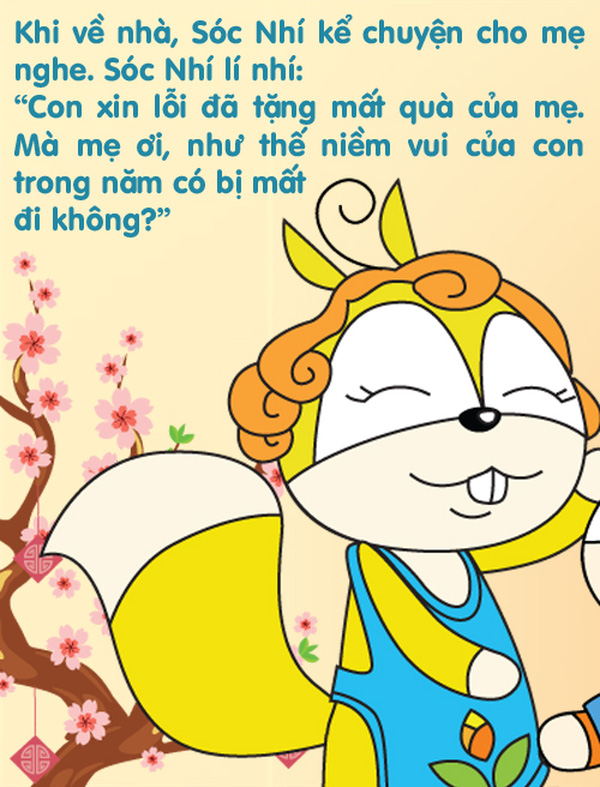 Khi về nhà, Sóc Nhí kể chuyện cho mẹ
nghe. Sóc Nhí lí nhí:
“Con xin lỗi đã tặng mất quà của mẹ.
Mà mẹ ơi, như thế niềm vui của con
trong năm có bị mất
đi không?”